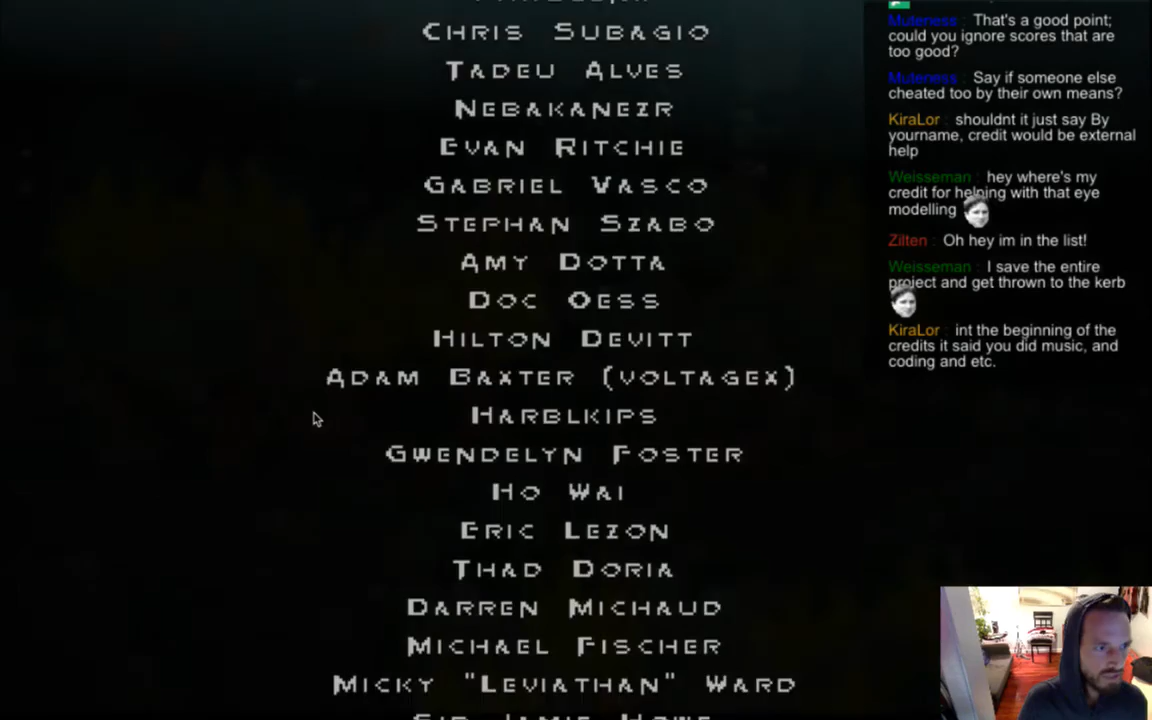 Chris Subagio
Tadeu Alves
Nebakanezr
Evan Ritchie
Gabriel Vasco
Stephan Szabo
Amy Dotta
Doc Oess
Hilton Devitt
Adam Baxter (voltagex)
Harblkips
Gwendelyn Foster
Ho Wai
Eric Lezon
Thad Doria
Darren Michaud
Michael Fischer
Micky "Leviathan" Ward
Sir Jamie Howe
Muteness : That's a good point;
could you ignore scores that are
too good?
Muteness : Say if someone else
cheated too by their own means?
KiraLor : shouldnt it just say By
yourname, credit would be external
help
Weisseman : hey where's my
credit for helping with that eye
modelling
Zilten : Oh hey im in the list!
Weisseman : I save the entire
project and get thrown to the kerb
KiraLor : int the beginning of the
credits it said you did music, and
coding and etc.